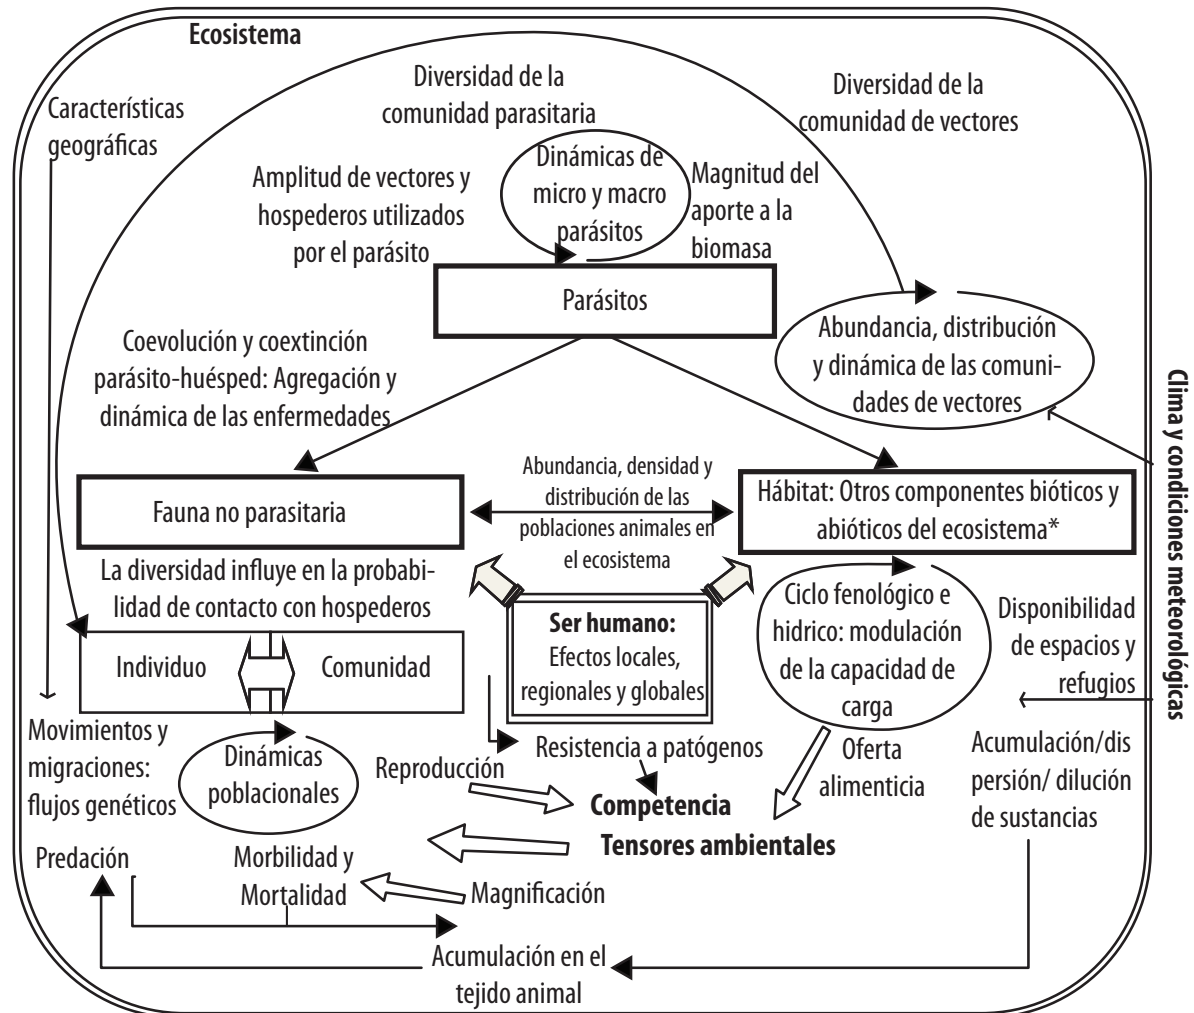 Ecosistema
Diversidad de la
comunidad parasitaria
Diversidad de la
comunidad de vectores
Características
geográficas
Dinámicas de
micro y macro
parásitos
Amplitud de vectores y
hospederos utilizados
por el parásito
Magnitud del
aporte a la
biomasa
Parásitos
Abundancia, distribución
y dinámica de las comuni-
dades de vectores
Coevolución y coextinción
parásito-huésped: Agregación y
dinámica de las enfermedades
Clima y condiciones meteorológicas
Fauna no parasitaria
Abundancia, densidad y
distribución de las
poblaciones animales en
el ecosistema
Hábitat: Otros componentes bióticos y
abióticos del ecosistema*
La diversidad influye en la probabi-
lidad de contacto con hospederos
Individuo
Comunidad
Ser humano:
Efectos locales,
regionales y globales
Ciclo fenológico e
hidrico: modulación
de la capacidad de
carga
Disponibilidad
de espacios y
refugios
Movimientos y
migraciones:
flujos genéticos
Dinámicas
poblacionales
Reproducción
Resistencia a patógenos
Oferta
alimenticia
Acumulación/dis
persión/ dilución
de sustancias
Competencia
Tensores ambientales
Predación
Morbilidad y
Mortalidad
Magnificación
Acumulación en el
tejido animal